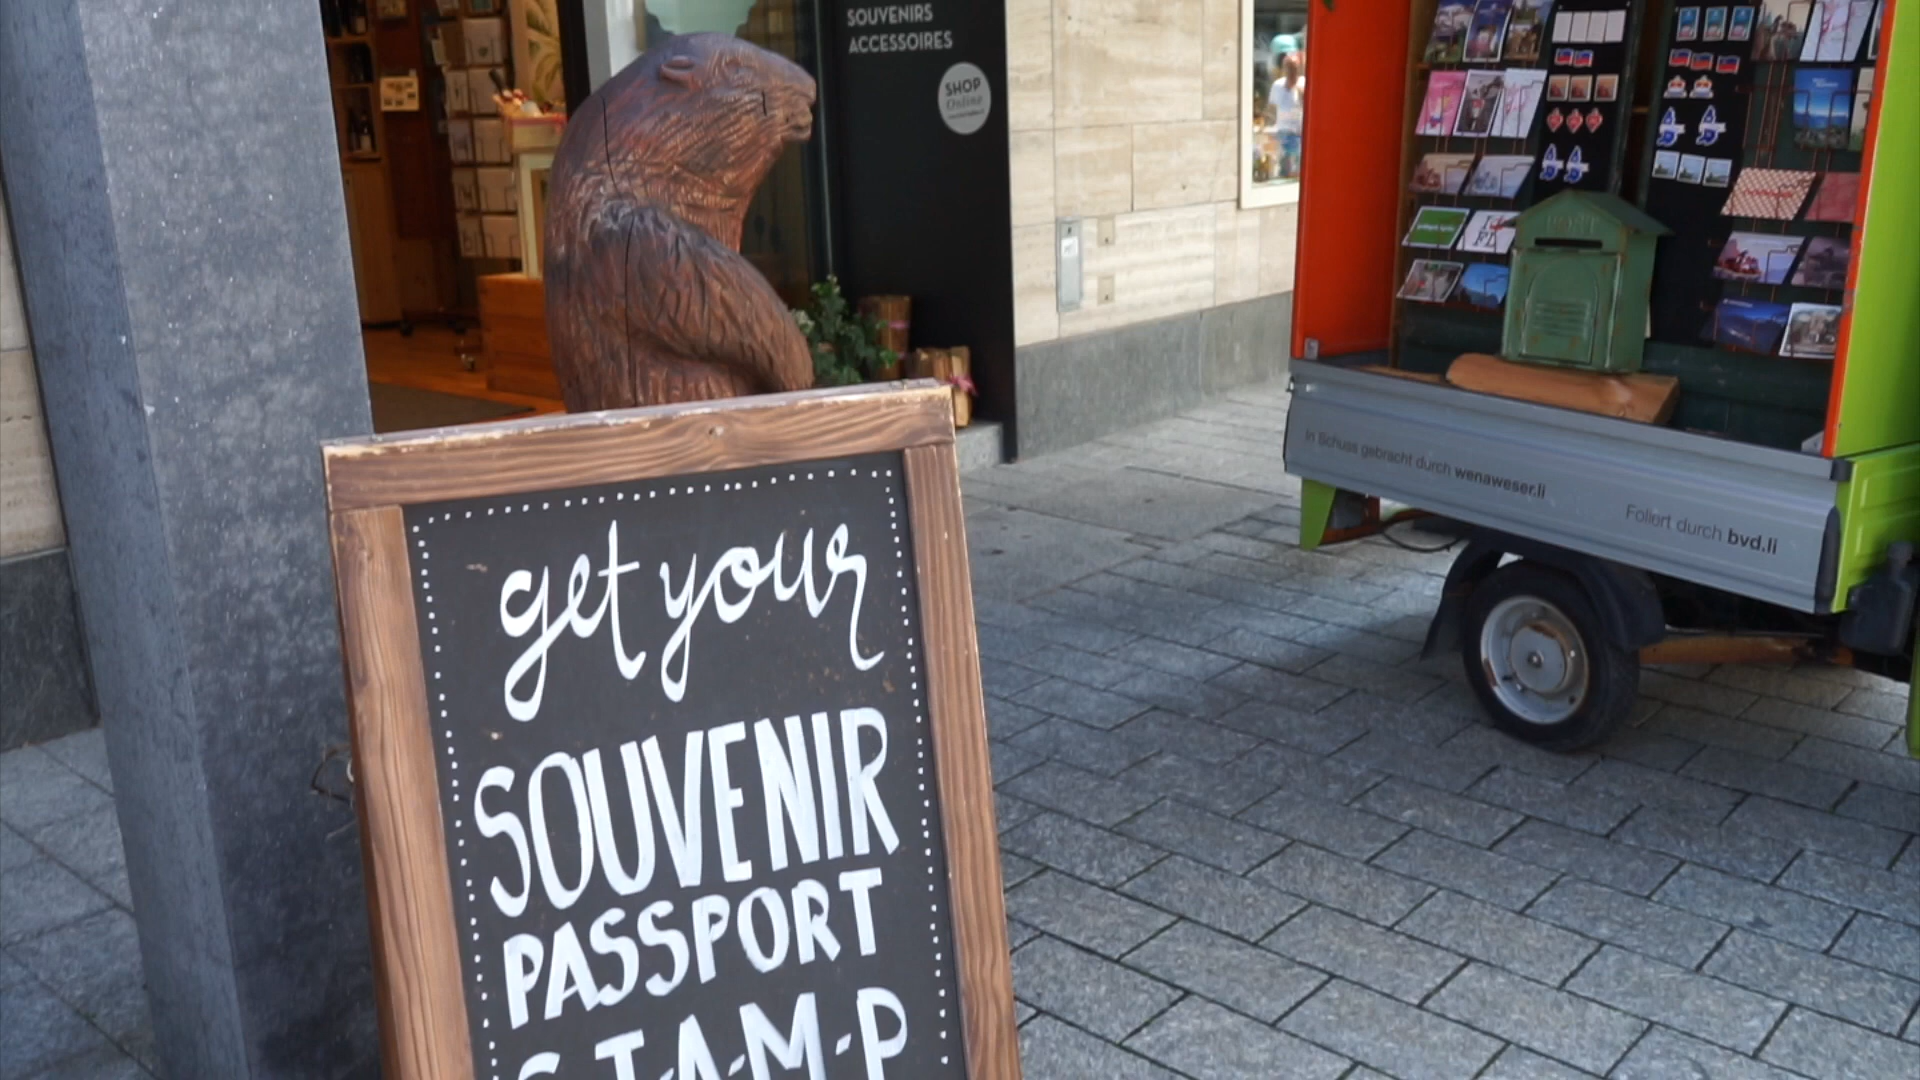 SOUVENIRS
ACCESSOIRES
SHOP
Online
get your
SOUVENIR
PASSPORT
S-T-A-M-P
In Schuss gebracht durch wenaweser.li
Foliert durch bvd.li